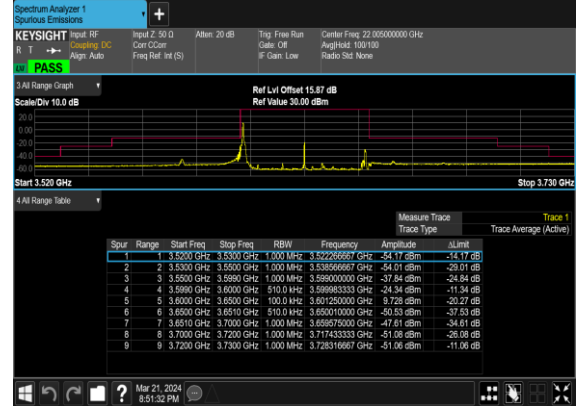 Spectrum Analyzer 1
Spurious Emissions
+
KEYSIGHT Input: RF Input Z: 50 Ω Atten: 20 dB Trig: Free Run Center Freq: 22.005000000 GHz
R T Coupling: DC Corr CCorr Gate: Off Avg|Hold: 100/100
Align: Auto Freq Ref: Int (S) IF Gain: Low Radio Std: None
LXI PASS
3 All Range Graph
Ref Lvl Offset 15.87 dB
Scale/Div 10.0 dB Ref Value 30.00 dBm
20.0
0.00
-20.0
-40.0
-60.0
Start 3.520 GHz Stop 3.730 GHz
4 All Range Table
Measure Trace Trace 1
Trace Type Trace Average (Active)
Spur Range Start Freq Stop Freq RBW Frequency Amplitude ΔLimit
1 1 3.5200 GHz 3.5300 GHz 1.000 MHz 3.522266667 GHz -54.17 dBm -14.17 dB
2 2 3.5300 GHz 3.5500 GHz 1.000 MHz 3.538566667 GHz -54.01 dBm -29.01 dB
3 3 3.5500 GHz 3.5990 GHz 1.000 MHz 3.599000000 GHz -37.84 dBm -24.84 dB
4 4 3.5990 GHz 3.6000 GHz 510.0 kHz 3.599983333 GHz -24.34 dBm -11.34 dB
5 5 3.6000 GHz 3.6500 GHz 100.0 kHz 3.601250000 GHz 9.728 dBm -20.27 dB
6 6 3.6500 GHz 3.6510 GHz 510.0 kHz 3.650010000 GHz -50.53 dBm -37.53 dB
7 7 3.6510 GHz 3.7000 GHz 1.000 MHz 3.659575000 GHz -47.61 dBm -34.61 dB
8 8 3.7000 GHz 3.7200 GHz 1.000 MHz 3.717433333 GHz -51.08 dBm -26.08 dB
9 9 3.7200 GHz 3.7300 GHz 1.000 MHz 3.728316667 GHz -51.06 dBm -11.06 dB
? Mar 21, 2024
8:51:32 PM